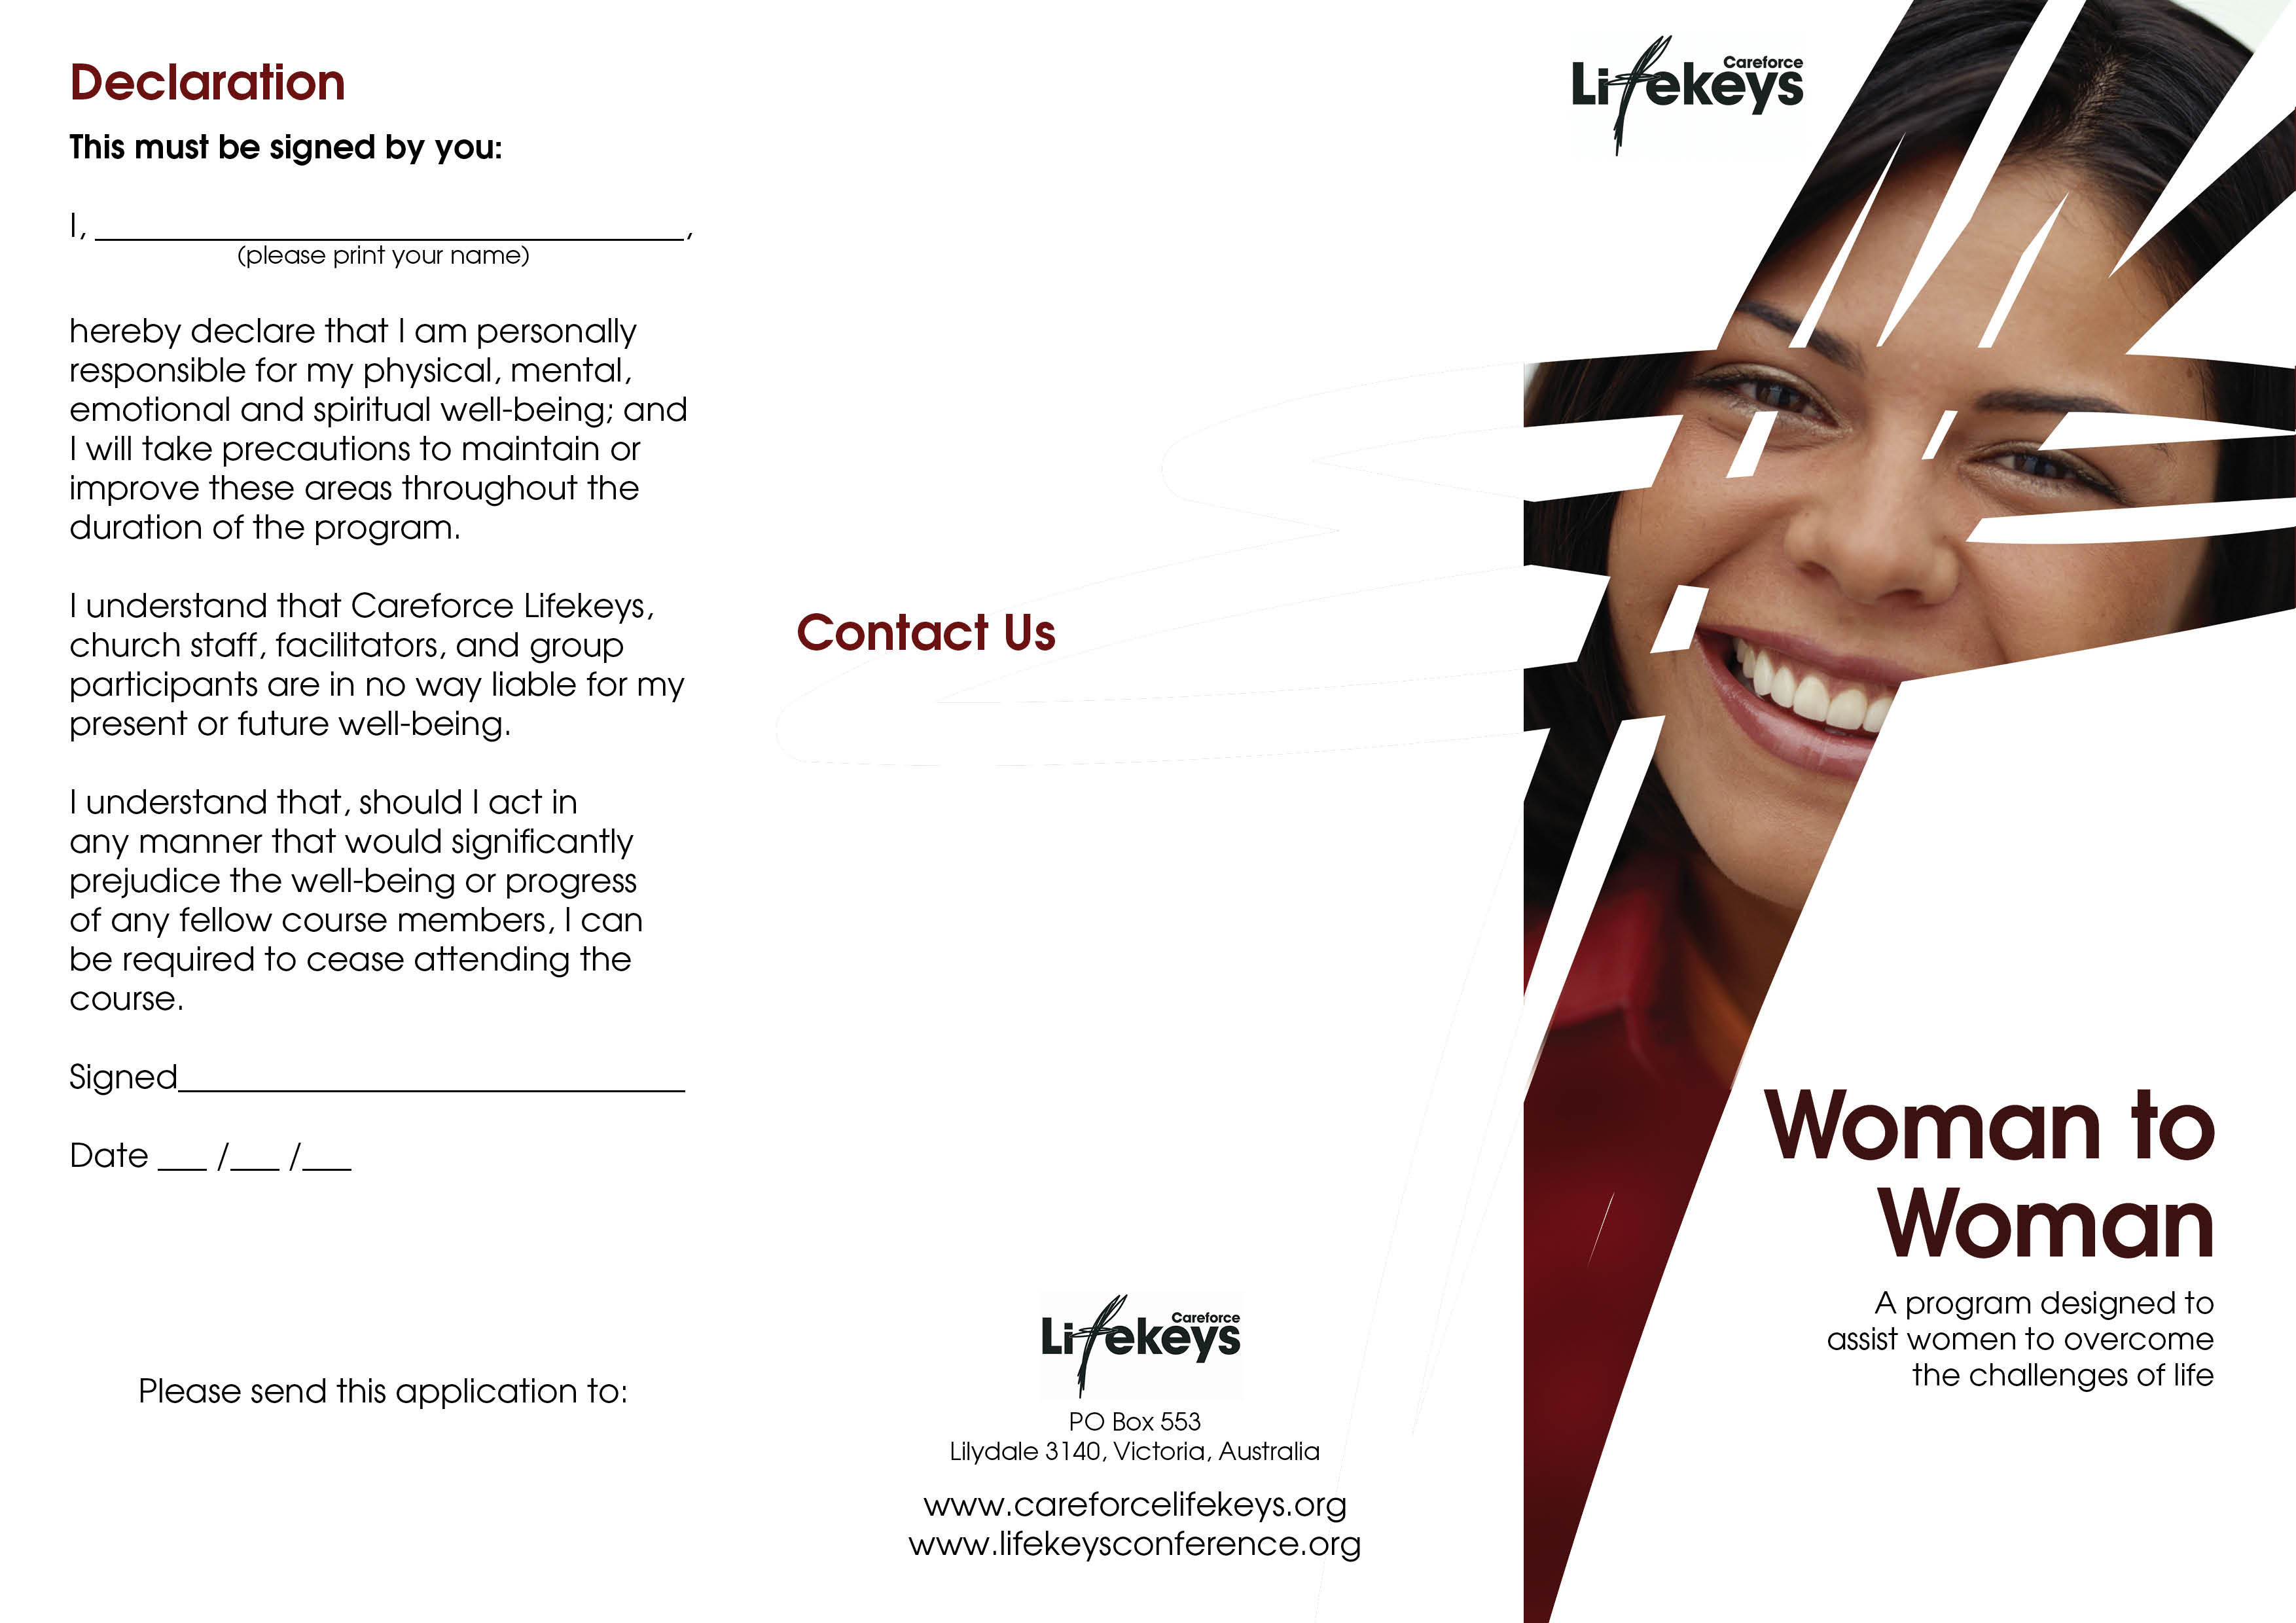 Declaration
This must be signed by you:
I, ___________________________________,
(please print your name)
hereby declare that I am personally
responsible for my physical, mental,
emotional and spiritual well-being; and
I will take precautions to maintain or
improve these areas throughout the
duration of the program.
I understand that Careforce Lifekeys,
church staff, facilitators, and group
participants are in no way liable for my
present or future well-being.
I understand that, should I act in
any manner that would significantly
prejudice the well-being or progress
of any fellow course members, I can
be required to cease attending the
course.
Signed______________________________
Date ___ /___ /___
Please send this application to:
Contact Us
Careforce
Lifekeys
PO Box 553
Lilydale 3140, Victoria, Australia
www.careforcelifekeys.org
www.lifekeysconference.org
Careforce
Lifekeys
Woman to
Woman
A program designed to
assist women to overcome
the challenges of life